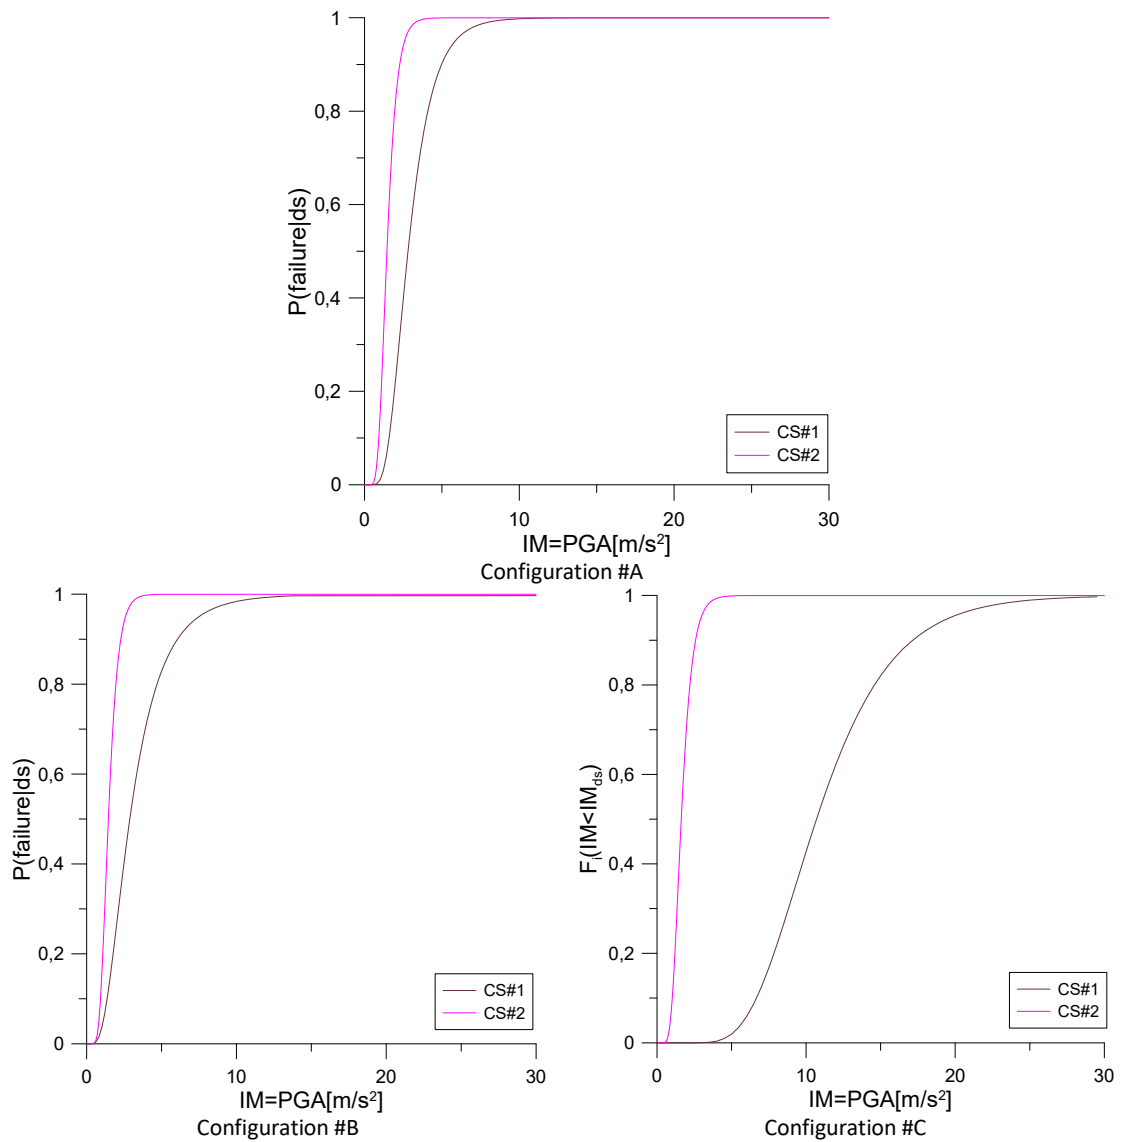 1
0,8
0,6
0,4
0,2
0
P(failure|ds)
CS#1
CS#2
0 10 20 30
IM=PGA[m/s²]
Configuration #A
1
0,8
0,6
0,4
0,2
0
P(failure|ds)
CS#1
CS#2
0 10 20 30
IM=PGA[m/s²]
Configuration #B
1
0,8
0,6
0,4
0,2
0
Fᵢ(IM<IM_ds)
CS#1
CS#2
0 10 20 30
IM=PGA[m/s²]
Configuration #C